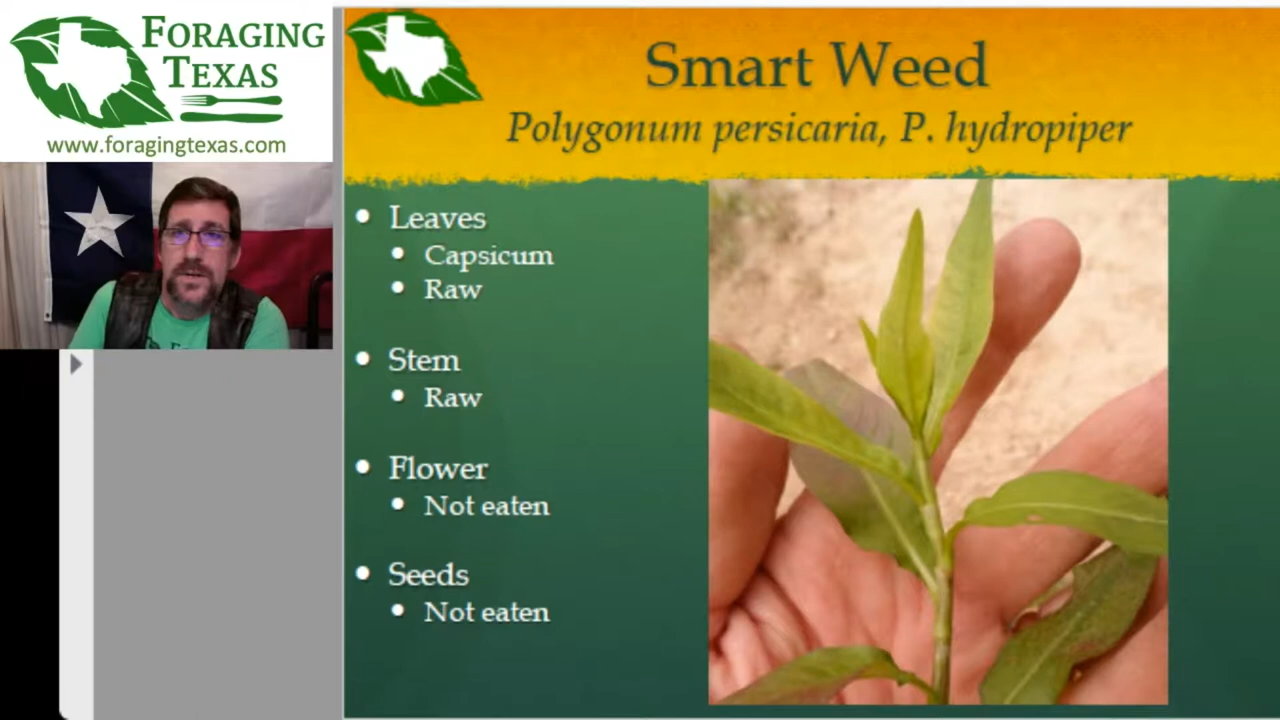 FORAGING
TEXAS
www.foragingtexas.com
Smart Weed
Polygonum persicaria, P. hydropiper
• Leaves
• Capsicum
• Raw
• Stem
• Raw
• Flower
• Not eaten
• Seeds
• Not eaten